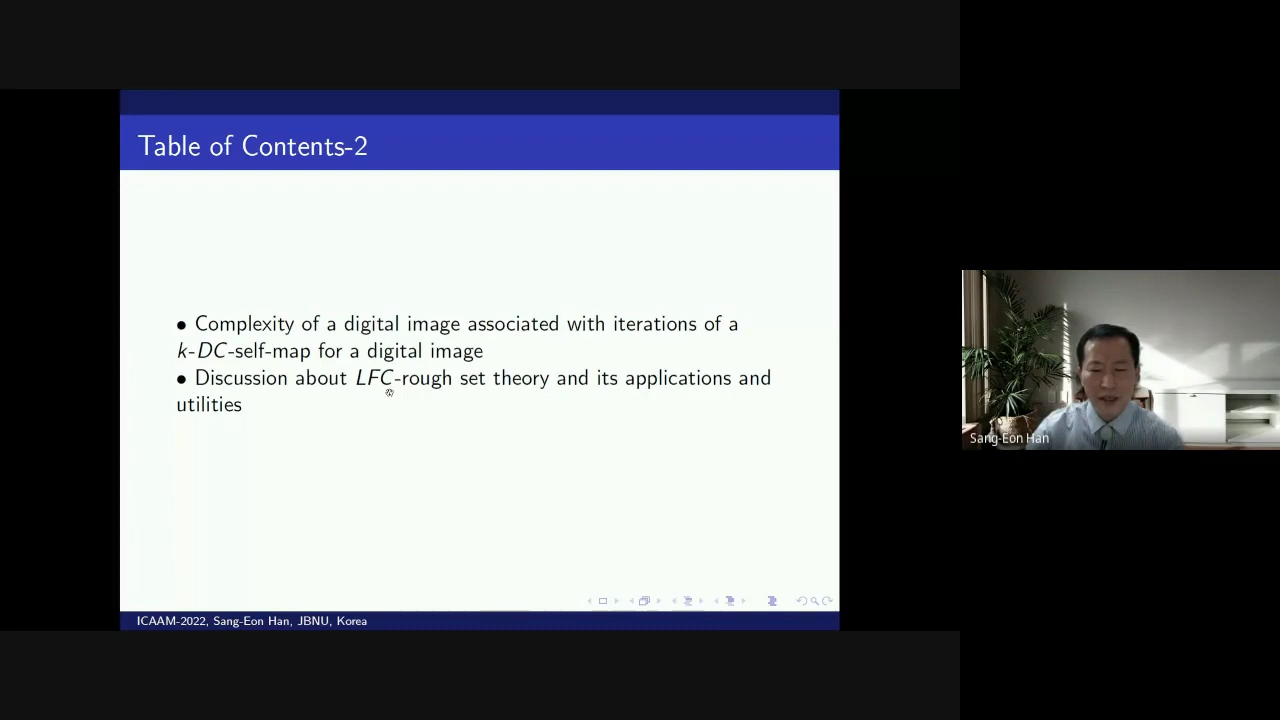 Table of Contents-2
• Complexity of a digital image associated with iterations of a
k-DC-self-map for a digital image
• Discussion about LFC-rough set theory and its applications and
utilities
ICAAM-2022, Sang-Eon Han, JBNU, Korea
Sang-Eon Han